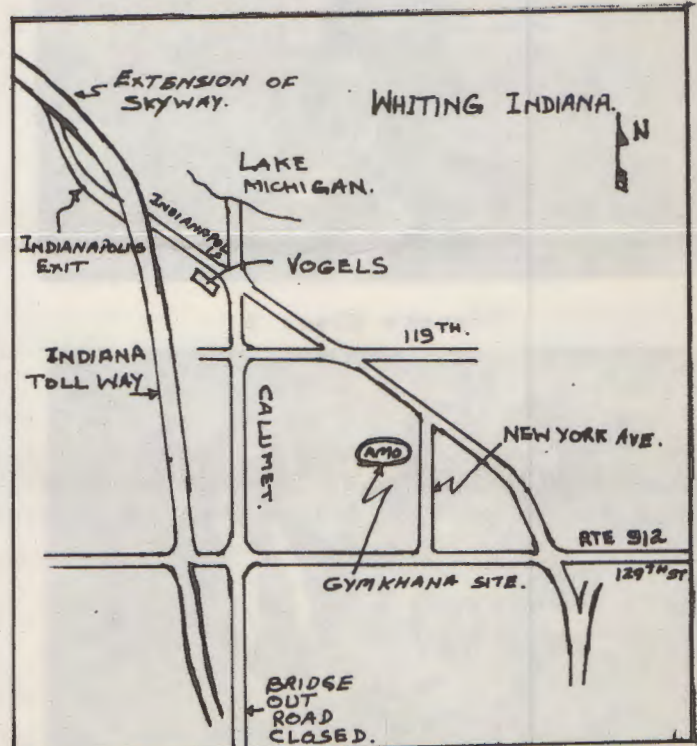 EXTENSION OF
SKYWAY.
WHITING INDIANA.
N
LAKE
MICHIGAN.
INDIANAPOLIS
INDIANAPOLIS
EXIT
VOGELS
119TH.
INDIANA
TOLL WAY
CALUMET.
AMO
NEW YORK AVE.
RTE 912
129TH ST
GYMKHANA SITE.
BRIDGE
OUT
ROAD
CLOSED.